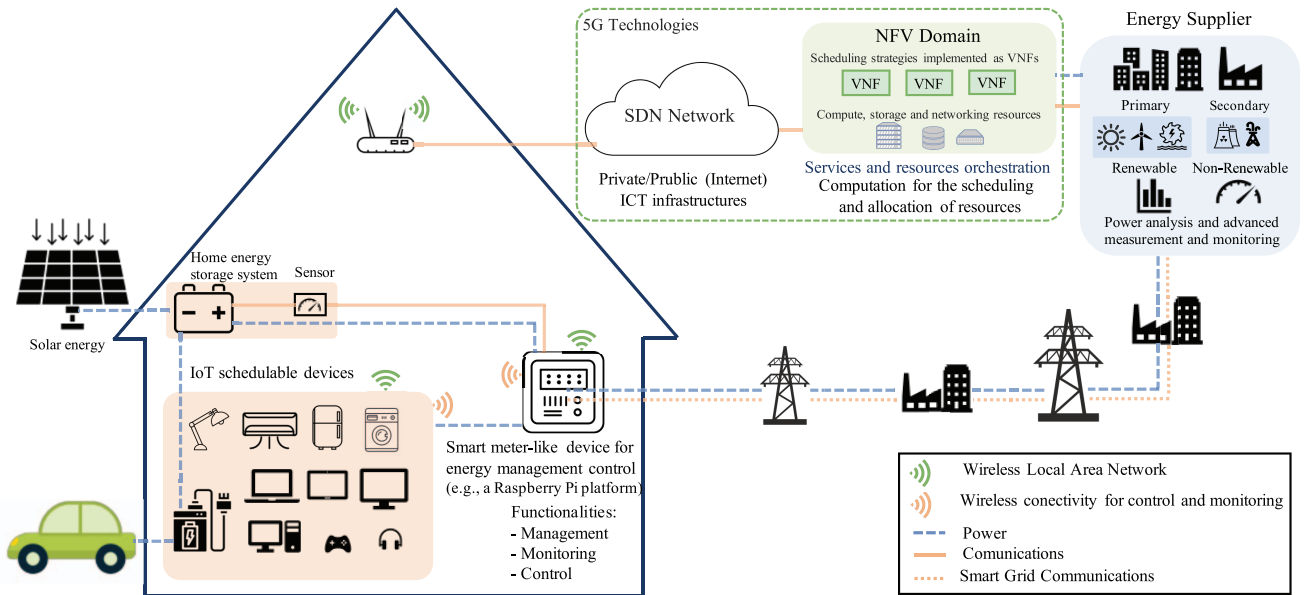 5G Technologies
NFV Domain
Scheduling strategies implemented as VNFs
VNF VNF VNF
Compute, storage and networking resources
SDN Network
Private/Prublic (Internet)
ICT infrastructures
Services and resources orchestration
Computation for the scheduling
and allocation of resources
Energy Supplier
Primary Secondary
Renewable Non-Renewable
Power analysis and advanced
measurement and monitoring
Home energy
storage system
Sensor
Solar energy
IoT schedulable devices
Smart meter-like device for
energy management control
(e.g., a Raspberry Pi platform)
Functionalities:
- Management
- Monitoring
- Control
Wireless Local Area Network
Wireless conectivity for control and monitoring
Power
Comunications
Smart Grid Communications